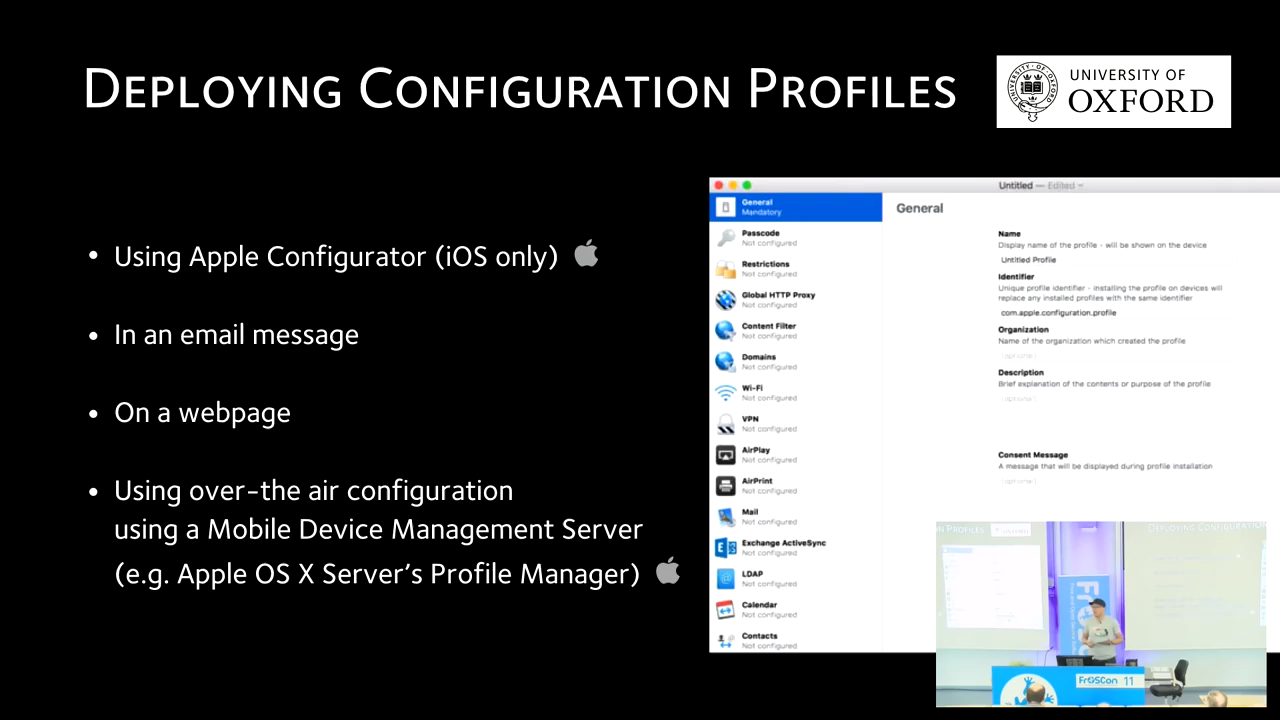 DEPLOYING CONFIGURATION PROFILES
UNIVERSITY OF
OXFORD
• Using Apple Configurator (iOS only)
• In an email message
• On a webpage
• Using over-the air configuration
using a Mobile Device Management Server
(e.g. Apple OS X Server's Profile Manager)
Untitled — Edited
General
Mandatory
Passcode
Not configured
Restrictions
Not configured
Global HTTP Proxy
Not configured
Content Filter
Not configured
Domains
Not configured
Wi-Fi
Not configured
VPN
Not configured
AirPlay
Not configured
AirPrint
Not configured
Mail
Not configured
Exchange ActiveSync
Not configured
LDAP
Not configured
Calendar
Not configured
Contacts
Not configured
General
Name
Display name of the profile - will be shown on the device
Untitled Profile
Identifier
Unique profile identifier - installing the profile on devices will
replace any installed profiles with the same identifier
com.apple.configuration.profile
Organization
Name of the organization which created the profile
[optional]
Description
Brief explanation of the contents or purpose of the profile
[optional]
Consent Message
A message that will be displayed during profile installation
[optional]
ON PROFILES
DEPLOYING CONFIGURATION
FrOSCon 11